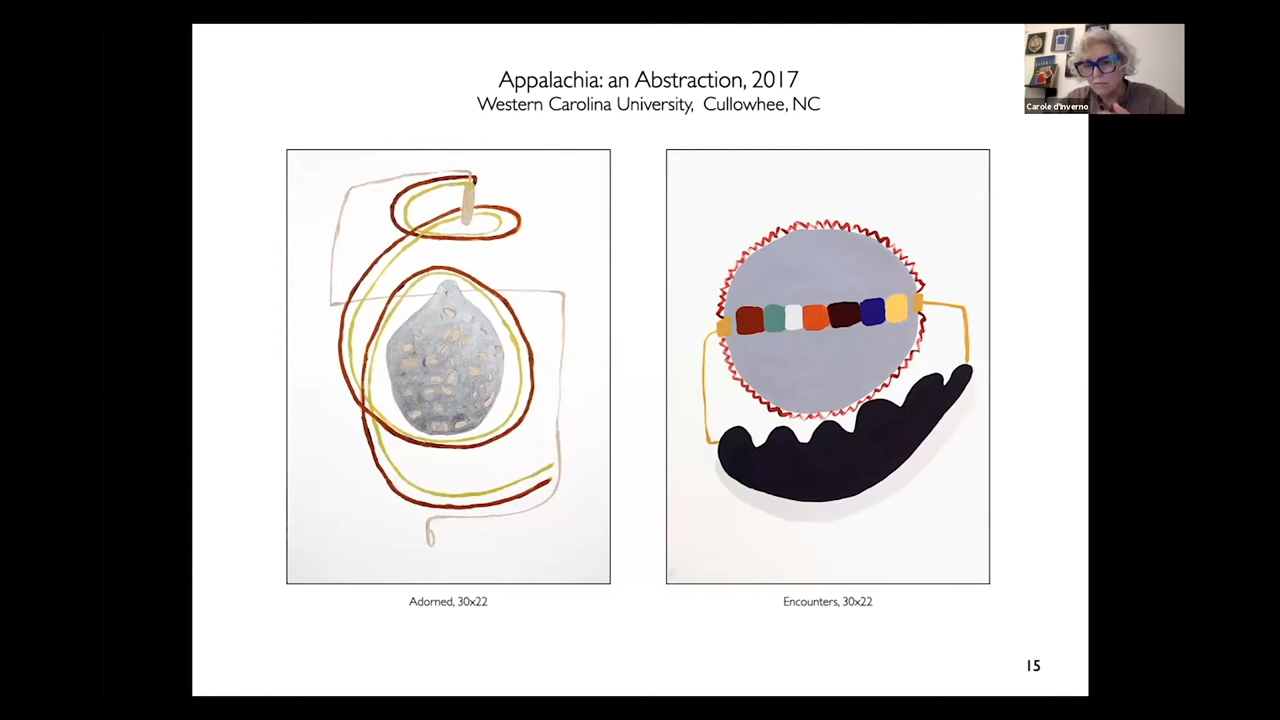 Appalachia: an Abstraction, 2017
Western Carolina University, Cullowhee, NC
Carole d'Inverno
Adorned, 30x22
Encounters, 30x22
15